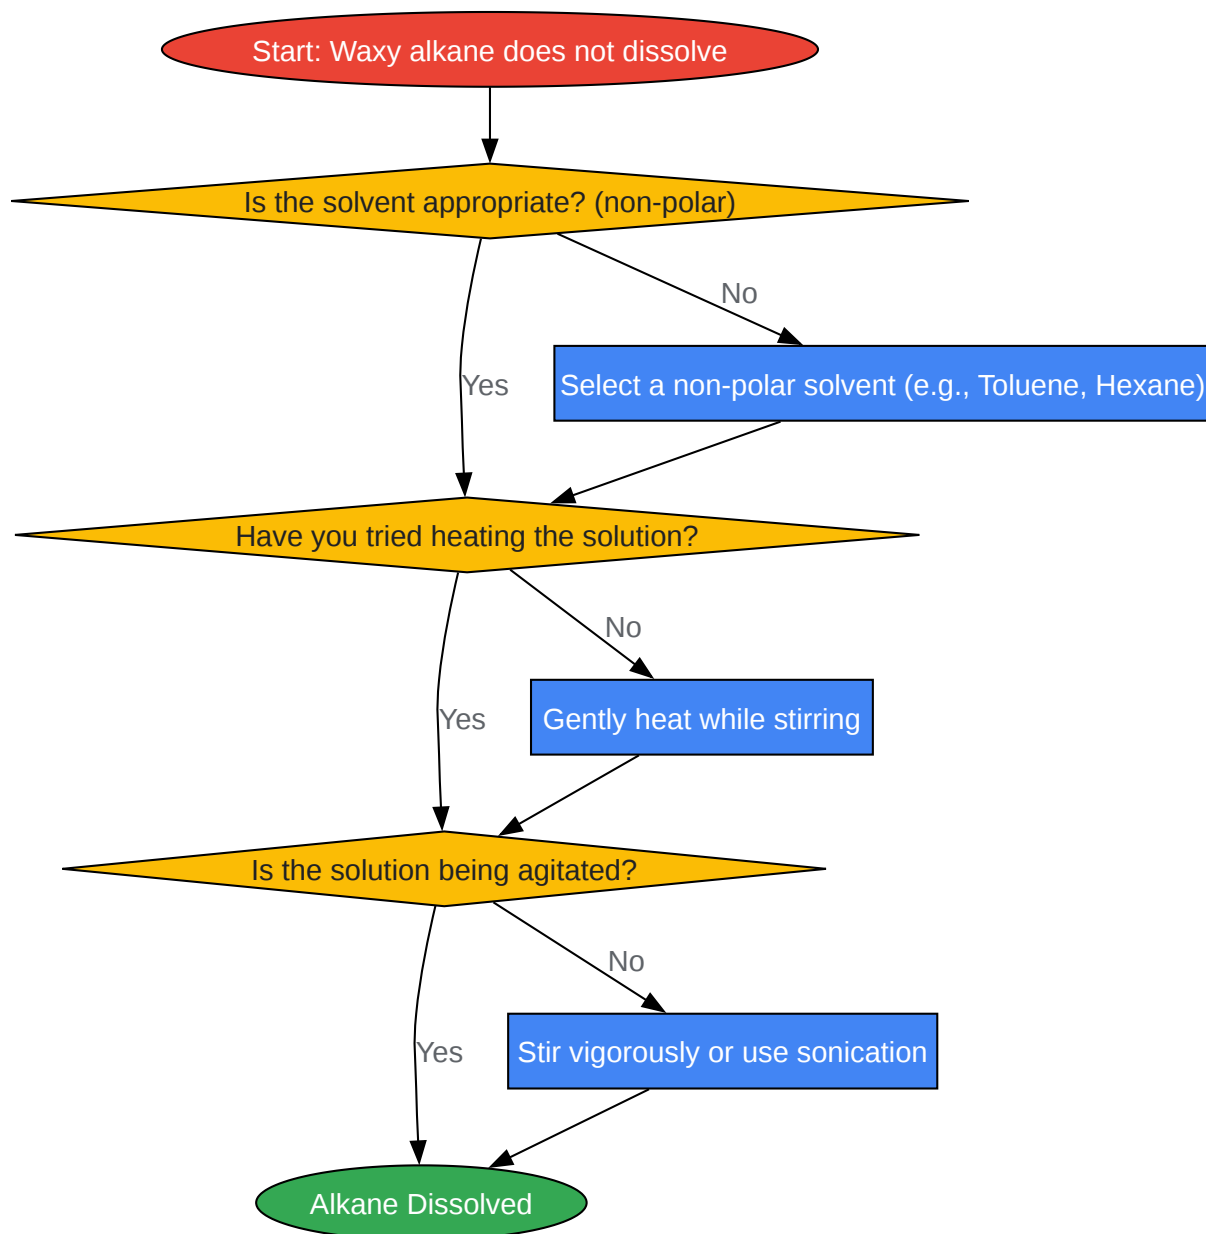 Start: Waxy alkane does not dissolve
Is the solvent appropriate? (non-polar)
No
Yes
Select a non-polar solvent (e.g., Toluene, Hexane)
Have you tried heating the solution?
No
Yes
Gently heat while stirring
Is the solution being agitated?
No
Yes
Stir vigorously or use sonication
Alkane Dissolved